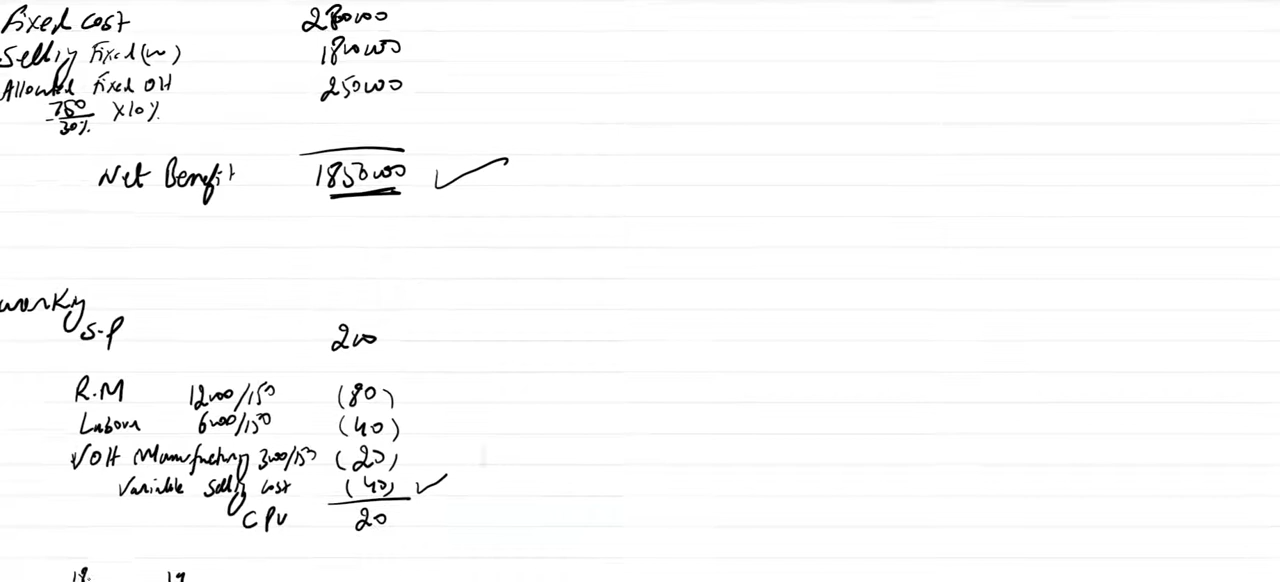 Fixed cost 280000
Selling Fixed (w) 1800000
Allocated Fixed OH 250000
750/30% X10%
Net Benefit 1850000 ✓
working
S.P 200
R.M 12000/150 (80)
Labour 6000/150 (40)
VOH Manufacturing 3000/150 (20)
Variable Selling cost (40) ✓
CPU 20